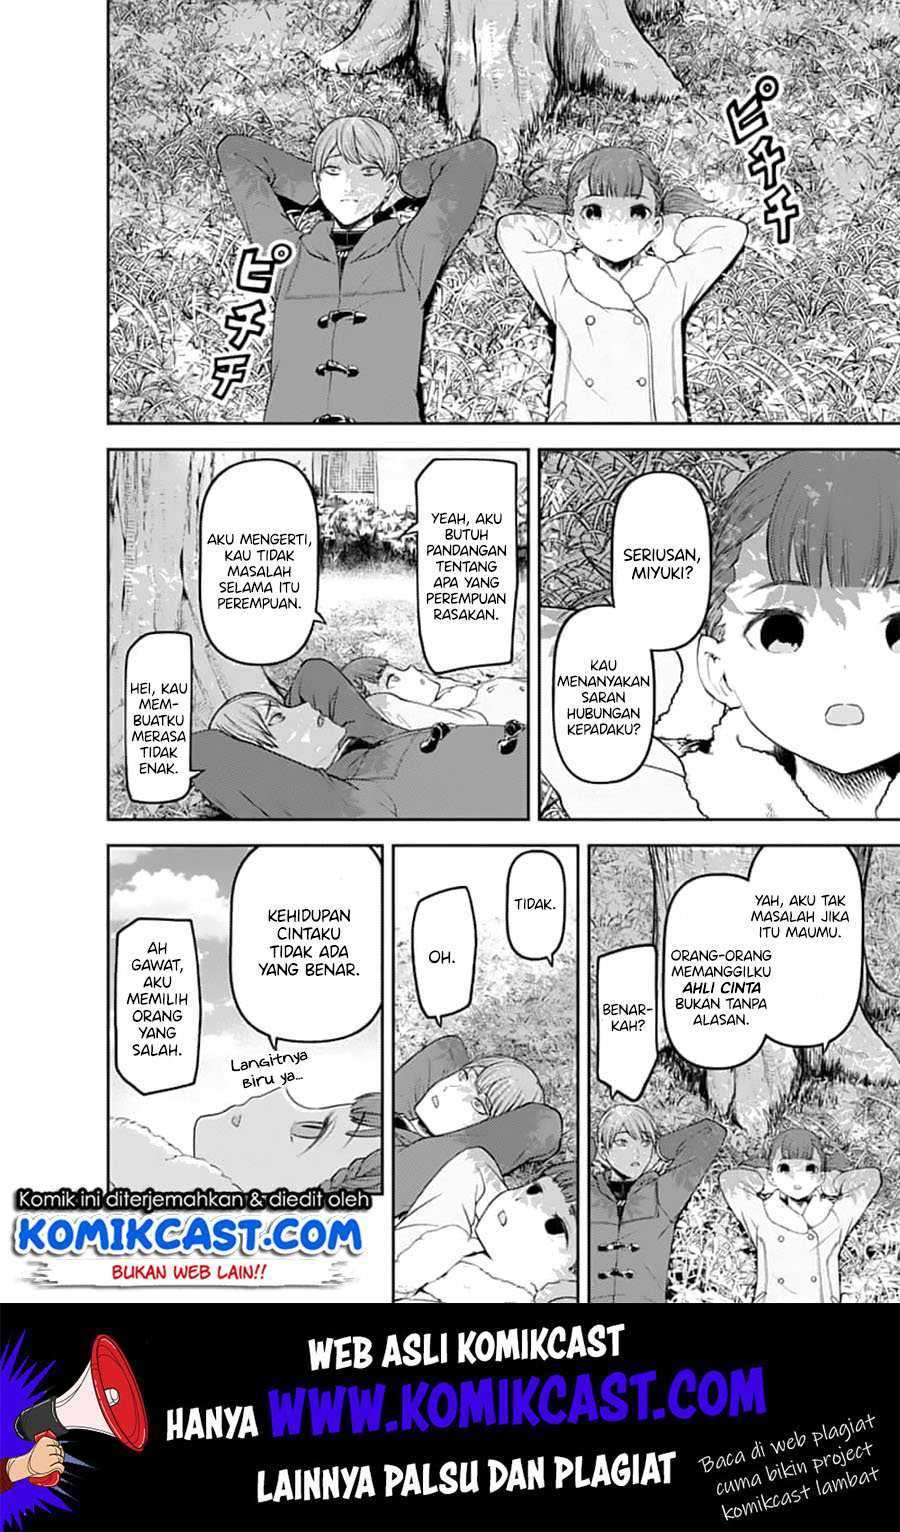 ピチチ
ピチチ
SERIUSAN,
MIYUKI?
KAU
MENANYAKAN
SARAN
HUBUNGAN
KEPADAKU?
YEAH, AKU
BUTUH
PANDANGAN
TENTANG
APA YANG
PEREMPUAN
RASAKAN.
AKU MENGERTI,
KAU TIDAK
MASALAH
SELAMA ITU
PEREMPUAN.
HEI, KAU
MEM-
BUATKU
MERASA
TIDAK
ENAK.
YAH, AKU TAK
MASALAH JIKA
ITU MAUMU.
ORANG-ORANG
MEMANGGILKU
AHLI CINTA
BUKAN TANPA
ALASAN.
BENAR-
KAH?
TIDAK.
OH.
KEHIDUPAN
CINTAKU
TIDAK ADA
YANG BENAR.
Langitnya
Biru ya...
AH
GAWAT,
AKU
MEMILIH
ORANG
YANG
SALAH.
Komik ini diterjemahkan & diedit oleh
KOMIKCAST.COM
BUKAN WEB LAIN!!
WEB ASLI KOMIKCAST
HANYA WWW.KOMIKCAST.COM
LAINNYA PALSU DAN PLAGIAT
Baca di web plagiat
cuma bikin project
komikcast lambat